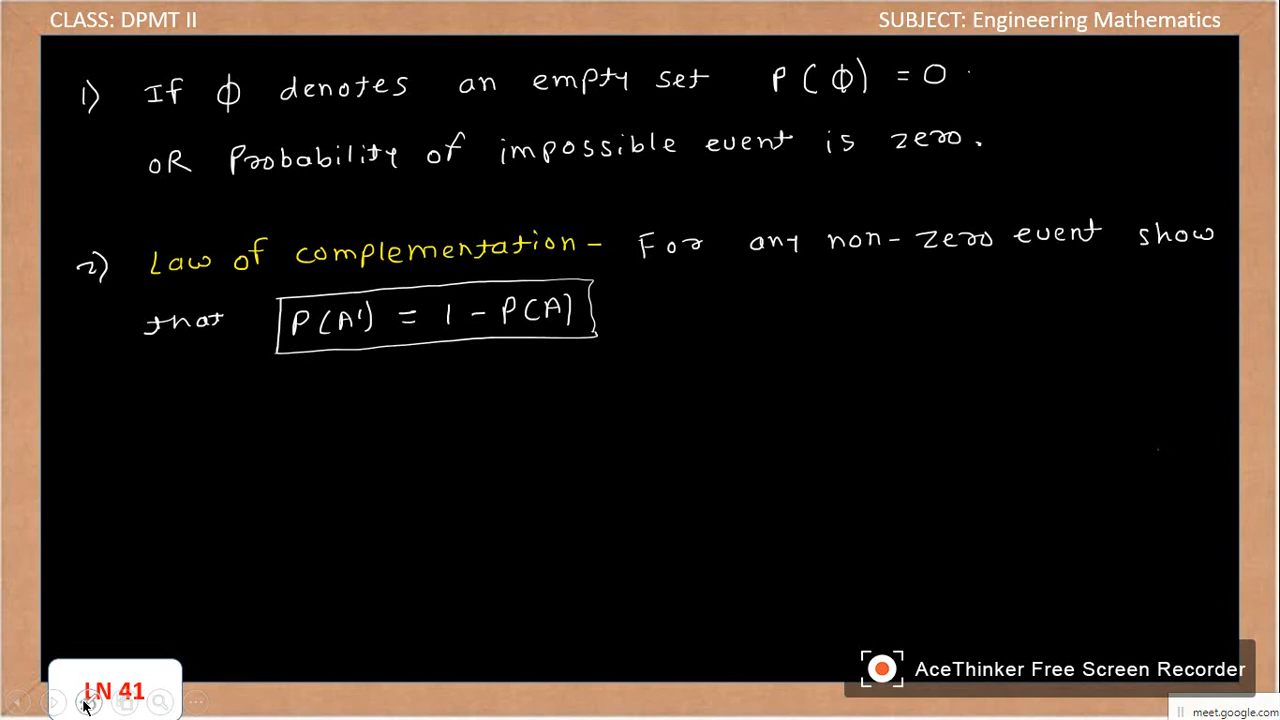 CLASS: DPMT II
SUBJECT: Engineering Mathematics
1) If ϕ denotes an empty set P(ϕ) = 0.
OR Probability of impossible event is zero.
2) Law of complementation- For any non-zero event show
that P(A') = 1 - P(A)
LN 41
AceThinker Free Screen Recorder
meet.google.com